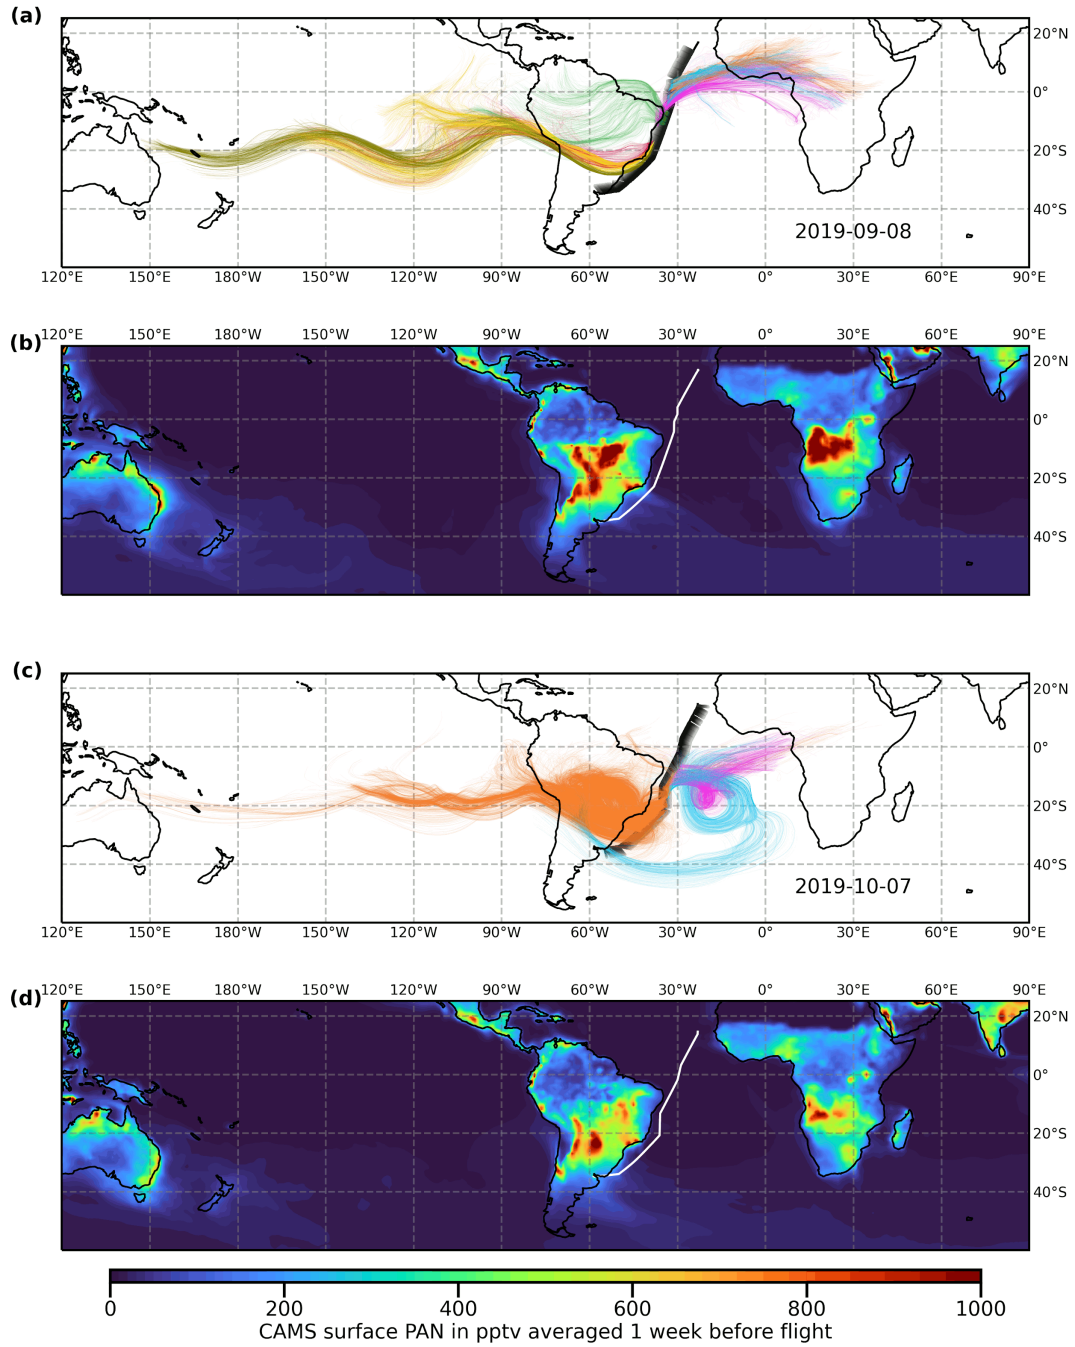 (a)
20°N
0°
20°S
40°S
2019-09-08
120°E 150°E 180°W 150°W 120°W 90°W 60°W 30°W 0° 30°E 60°E 90°E
(b)
120°E 150°E 180°W 150°W 120°W 90°W 60°W 30°W 0° 30°E 60°E 90°E
20°N
0°
20°S
40°S
(c)
20°N
0°
20°S
40°S
2019-10-07
120°E 150°E 180°W 150°W 120°W 90°W 60°W 30°W 0° 30°E 60°E 90°E
(d)
120°E 150°E 180°W 150°W 120°W 90°W 60°W 30°W 0° 30°E 60°E 90°E
20°N
0°
20°S
40°S
0 200 400 600 800 1000
CAMS surface PAN in pptv averaged 1 week before flight